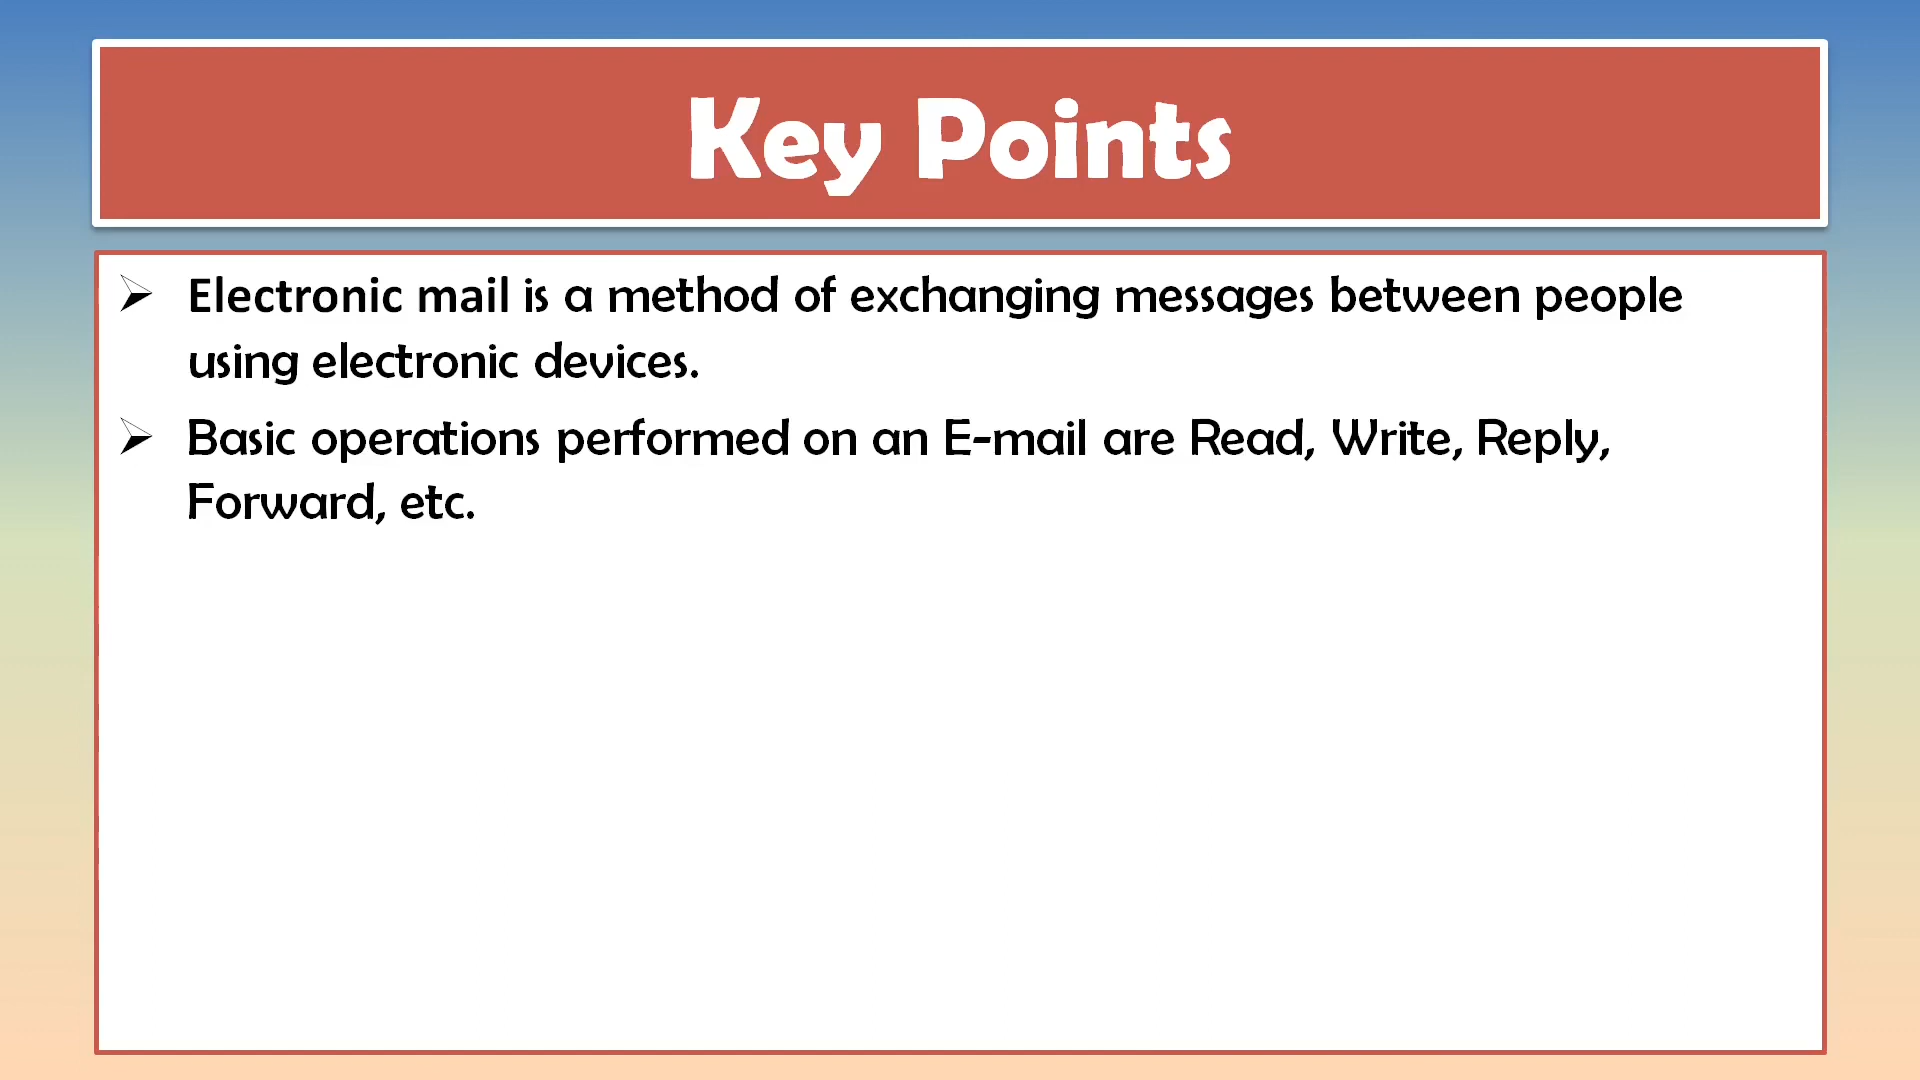 Key Points
➢ Electronic mail is a method of exchanging messages between people
using electronic devices.
➢ Basic operations performed on an E-mail are Read, Write, Reply,
Forward, etc.